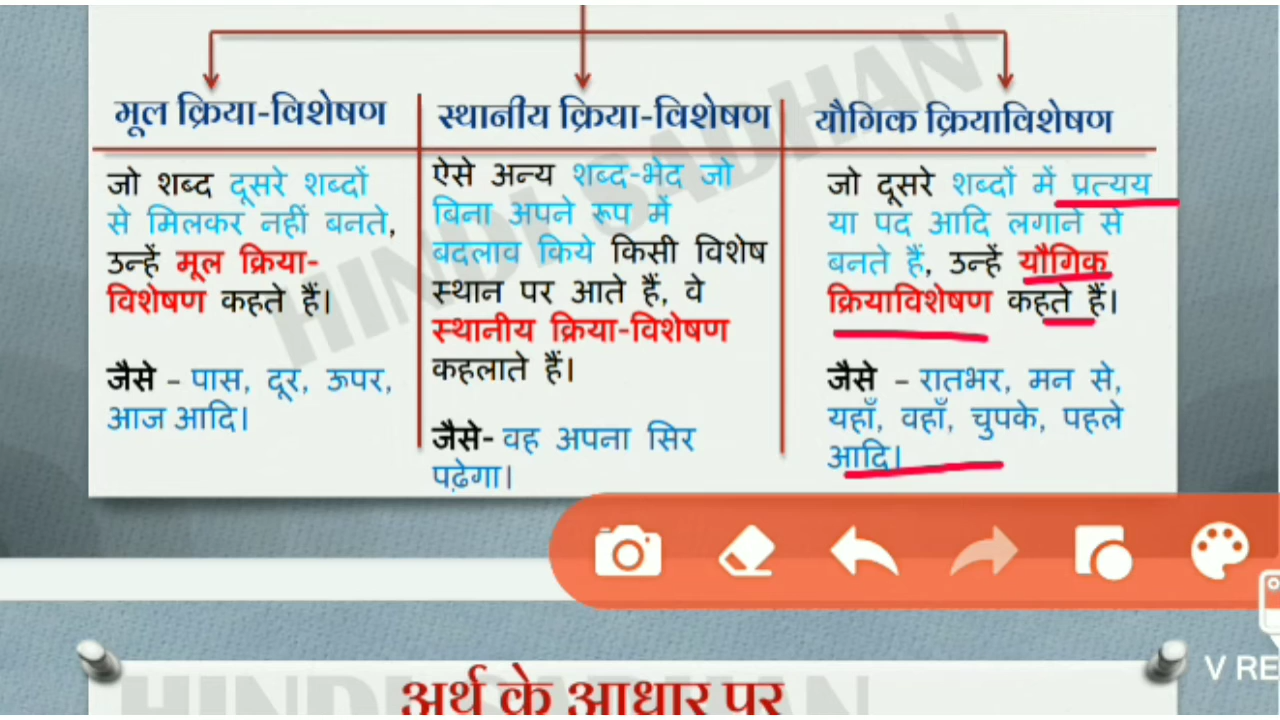 मूल क्रिया-विशेषण
जो शब्द दूसरे शब्दों
से मिलकर नहीं बनते,
उन्हें मूल क्रिया-
विशेषण कहते हैं।
जैसे – पास, दूर, ऊपर,
आज आदि।
स्थानीय क्रिया-विशेषण
ऐसे अन्य शब्द-भेद जो
बिना अपने रूप में
बदलाव किये किसी विशेष
स्थान पर आते हैं, वे
स्थानीय क्रिया-विशेषण
कहलाते हैं।
जैसे- वह अपना सिर
पढ़ेगा।
यौगिक क्रियाविशेषण
जो दूसरे शब्दों में प्रत्यय
या पद आदि लगाने से
बनते हैं, उन्हें यौगिक
क्रियाविशेषण कहते हैं।
जैसे – रातभर, मन से,
यहाँ, वहाँ, चुपके, पहले
आदि।
HINDI SADHAN
V RE
अर्थ के आधार पर